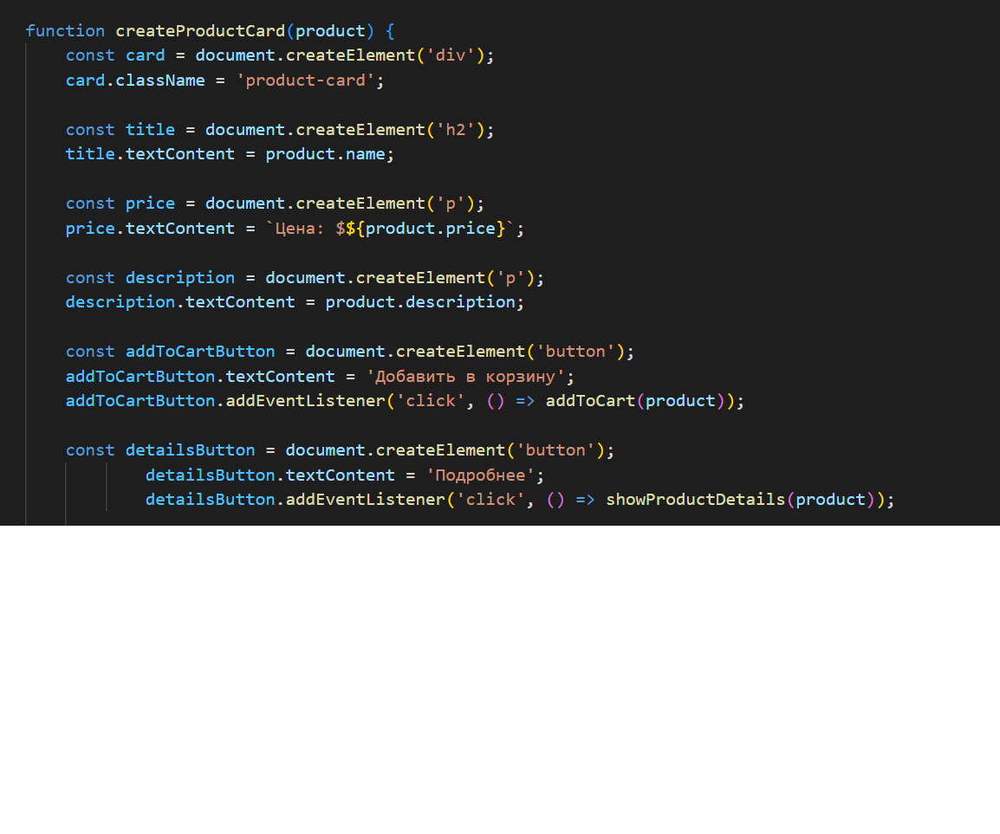 function createProductCard(product) {
    const card = document.createElement('div');
    card.className = 'product-card';

    const title = document.createElement('h2');
    title.textContent = product.name;

    const price = document.createElement('p');
    price.textContent = `Цена: $${product.price}`;

    const description = document.createElement('p');
    description.textContent = product.description;

    const addToCartButton = document.createElement('button');
    addToCartButton.textContent = 'Добавить в корзину';
    addToCartButton.addEventListener('click', () => addToCart(product));

    const detailsButton = document.createElement('button');
            detailsButton.textContent = 'Подробнее';
            detailsButton.addEventListener('click', () => showProductDetails(product));